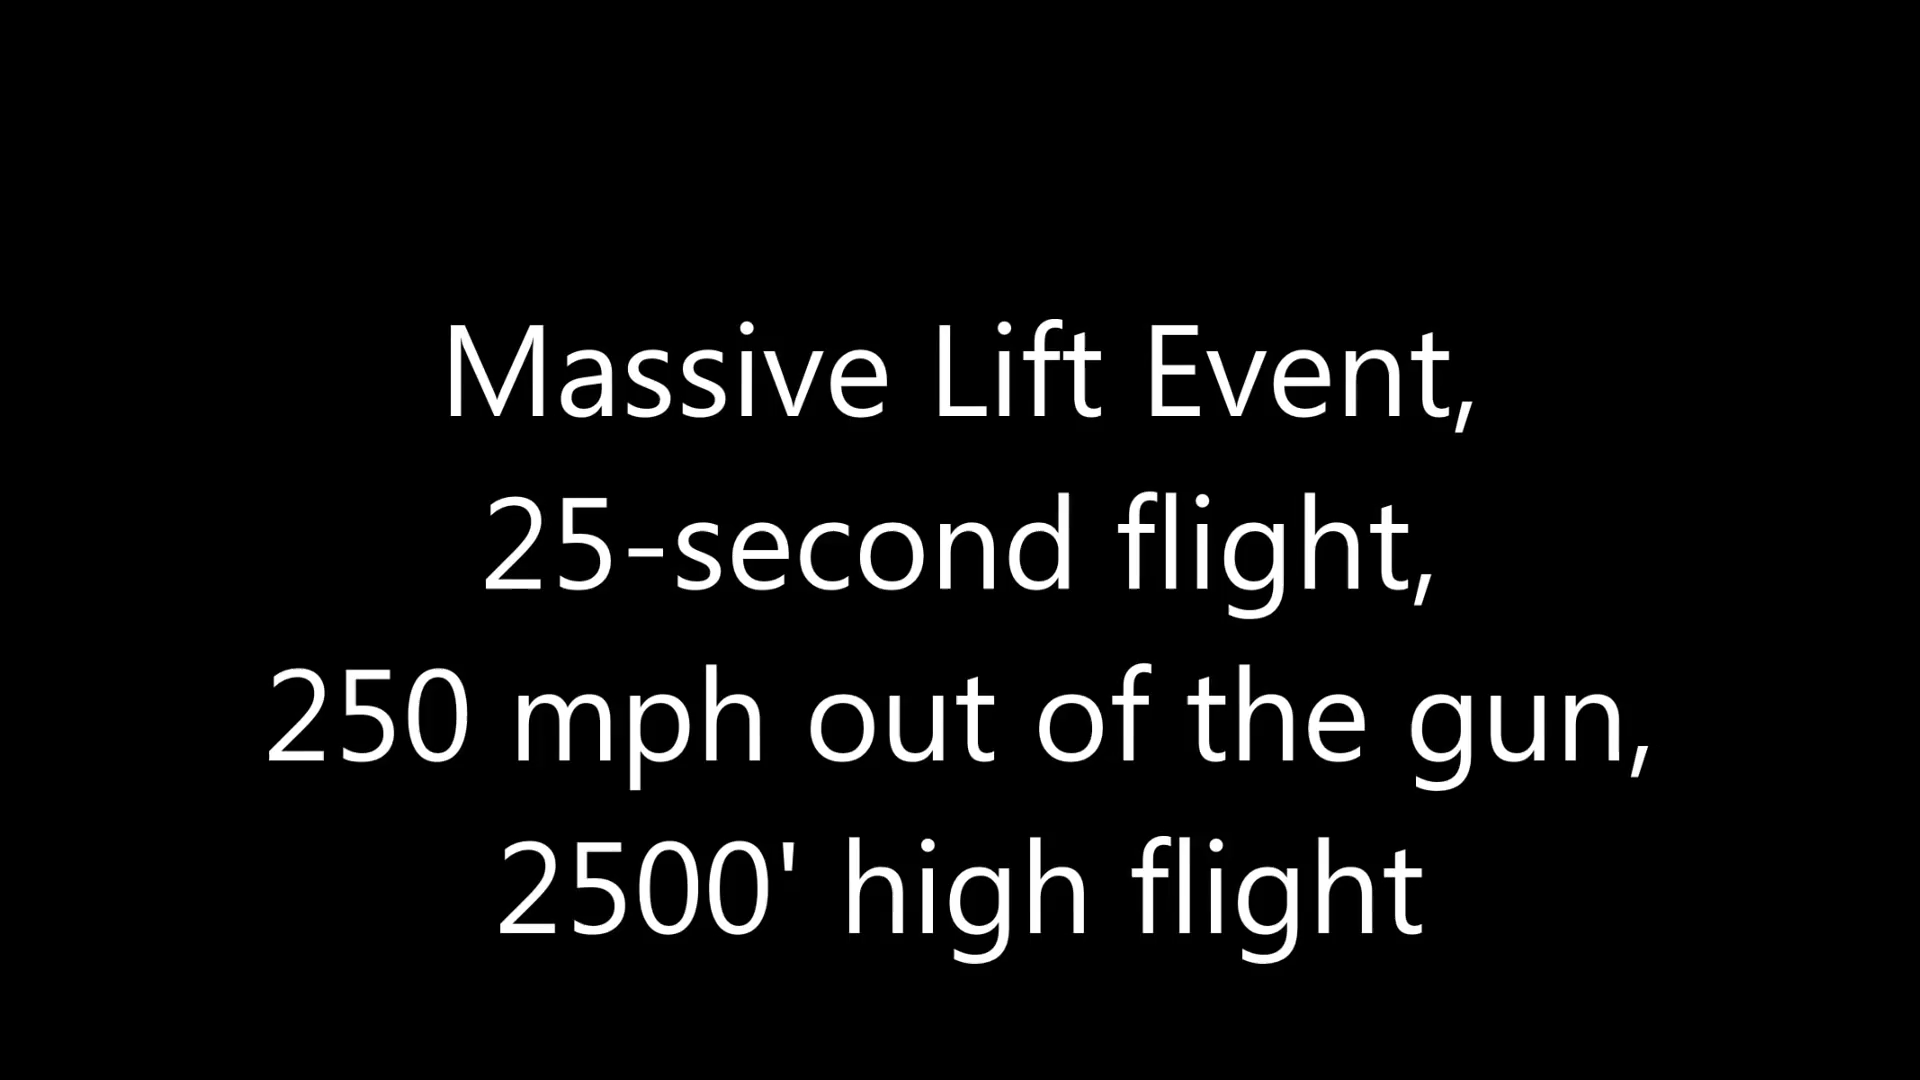 Massive Lift Event,
25-second flight,
250 mph out of the gun,
2500' high flight